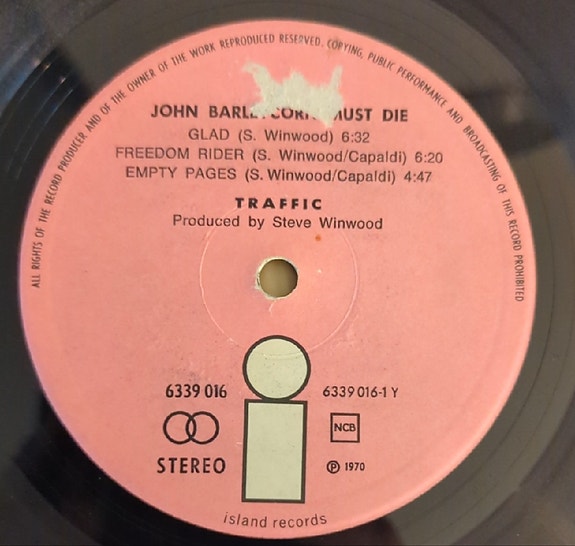 ALL RIGHTS OF THE RECORD PRODUCER AND OF THE OWNER OF THE WORK REPRODUCED RESERVED. COPYING, PUBLIC PERFORMANCE AND BROADCASTING OF THIS RECORD PROHIBITED
JOHN BARLEYCORN MUST DIE
GLAD (S. Winwood) 6:32
FREEDOM RIDER (S. Winwood/Capaldi) 6:20
EMPTY PAGES (S. Winwood/Capaldi) 4:47
TRAFFIC
Produced by Steve Winwood
6339 016
6339 016-1 Y
NCB
STEREO
℗ 1970
island records